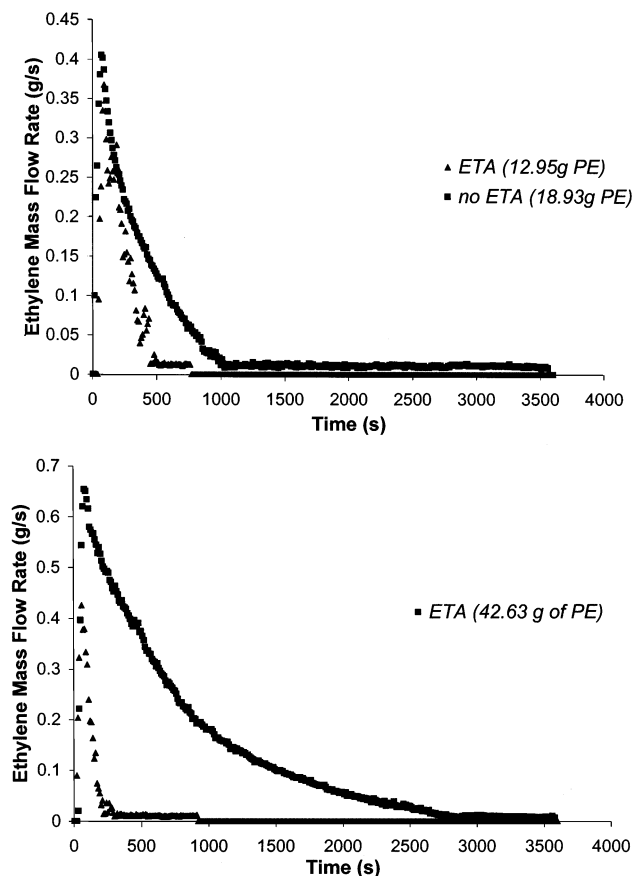 0.45
0.4
0.35
0.3
0.25
0.2
0.15
0.1
0.05
0
Ethylene Mass Flow Rate (g/s)
ETA (12.95g PE)
no ETA (18.93g PE)
0 500 1000 1500 2000 2500 3000 3500 4000
Time (s)
0.7
0.6
0.5
0.4
0.3
0.2
0.1
0
Ethylene Mass Flow Rate (g/s)
ETA (42.63 g of PE)
0 500 1000 1500 2000 2500 3000 3500 4000
Time (s)